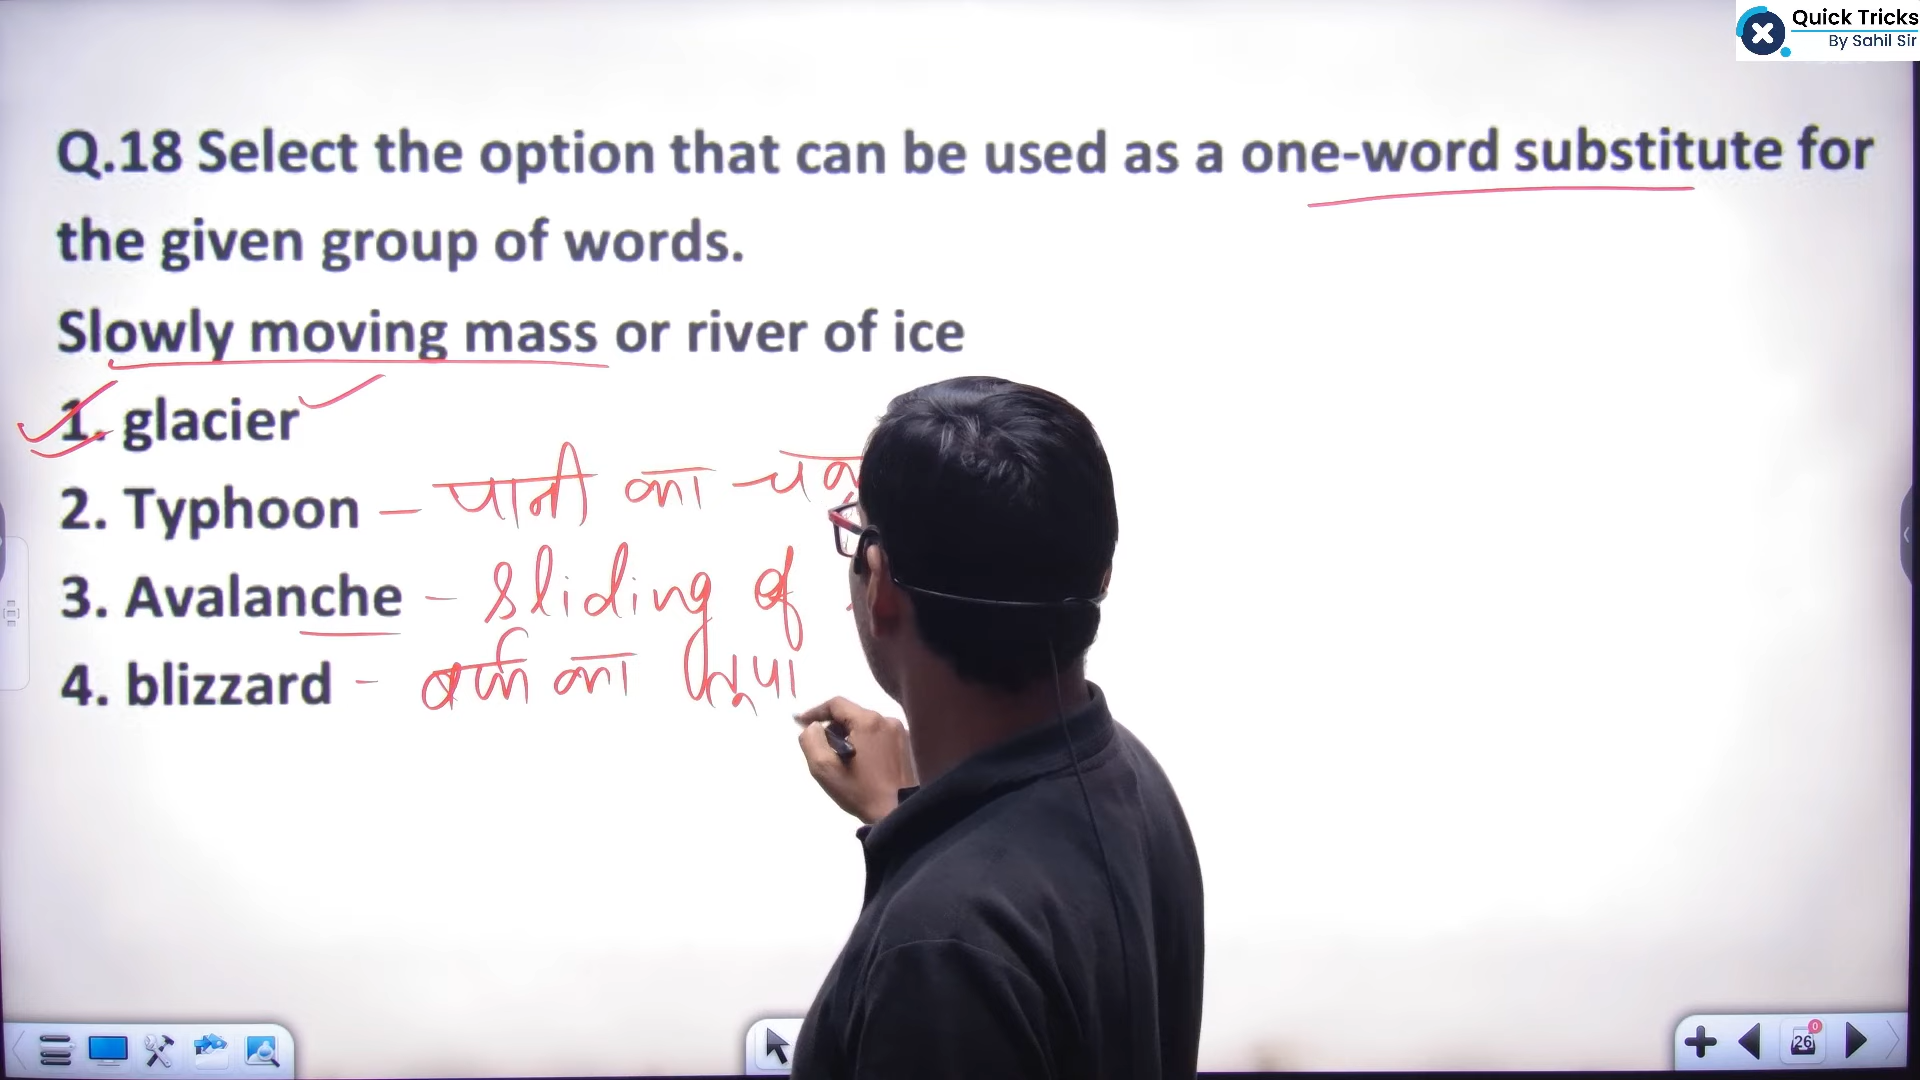 Quick Tricks
By Sahil Sir
Q.18 Select the option that can be used as a one-word substitute for
the given group of words.
Slowly moving mass or river of ice
1. glacier
2. Typhoon – पानी का
3. Avalanche – sliding of
4. blizzard – बर्फ का
0
26